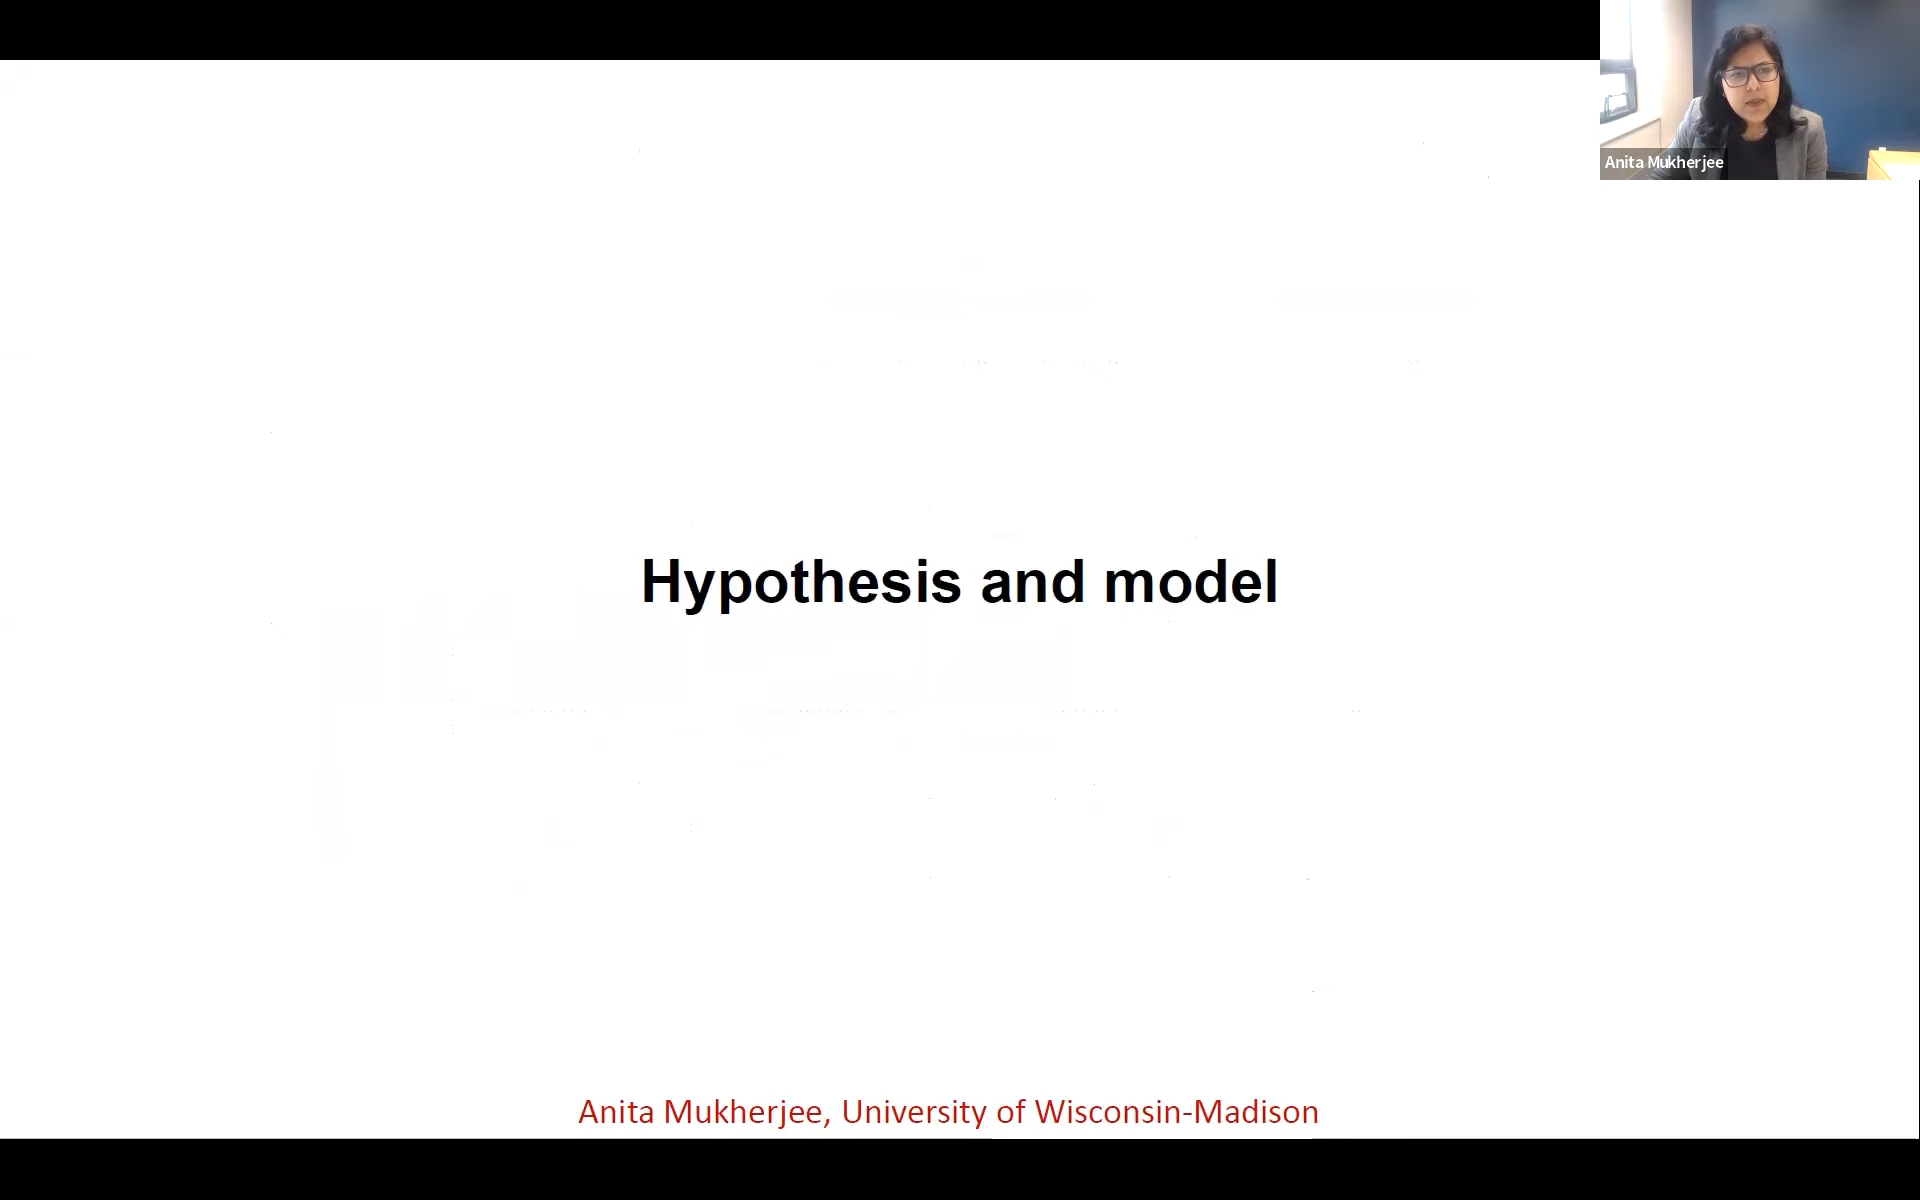 Anita Mukherjee
Hypothesis and model
Anita Mukherjee, University of Wisconsin-Madison